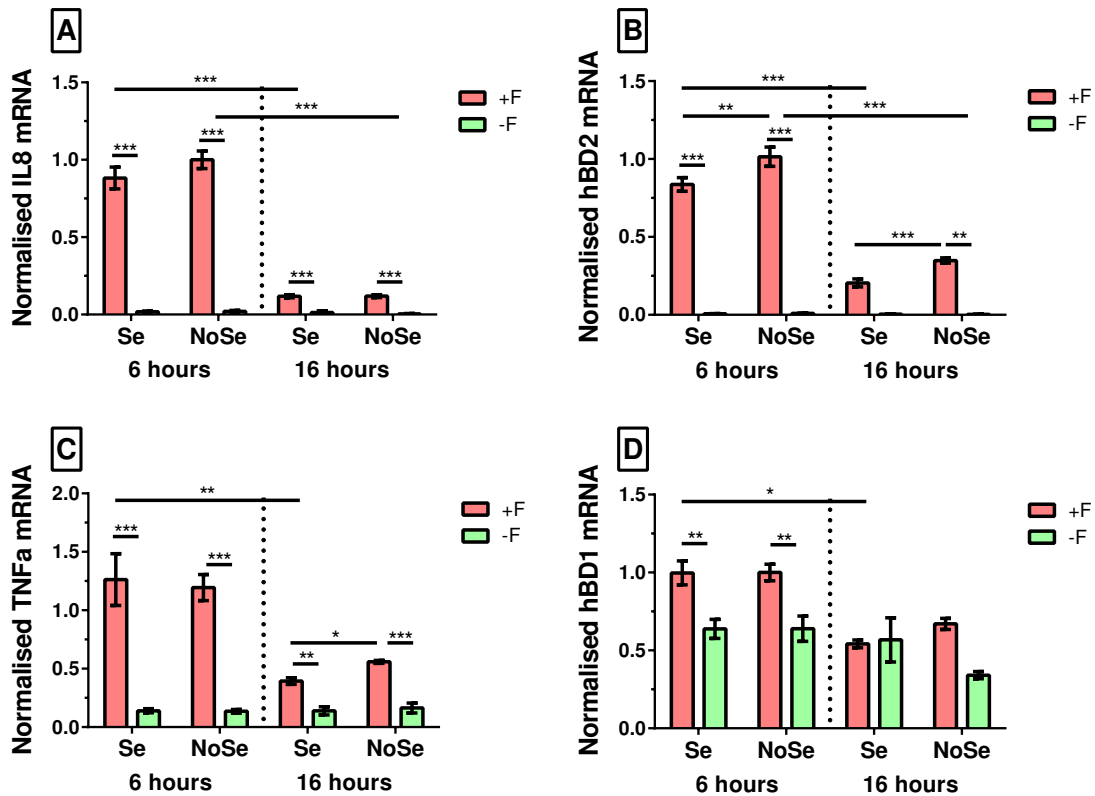 A
Normalised IL8 mRNA
1.5
1.0
0.5
0.0
***
***
***
***
***
***
+F
-F
Se
NoSe
Se
NoSe
6 hours
16 hours
B
Normalised hBD2 mRNA
1.5
1.0
0.5
0.0
***
**
***
***
***
***
**
+F
-F
Se
NoSe
Se
NoSe
6 hours
16 hours
C
Normalised TNFa mRNA
2.0
1.5
1.0
0.5
0.0
**
***
***
*
**
***
+F
-F
Se
NoSe
Se
NoSe
6 hours
16 hours
D
Normalised hBD1 mRNA
1.5
1.0
0.5
0.0
*
**
**
+F
-F
Se
NoSe
Se
NoSe
6 hours
16 hours